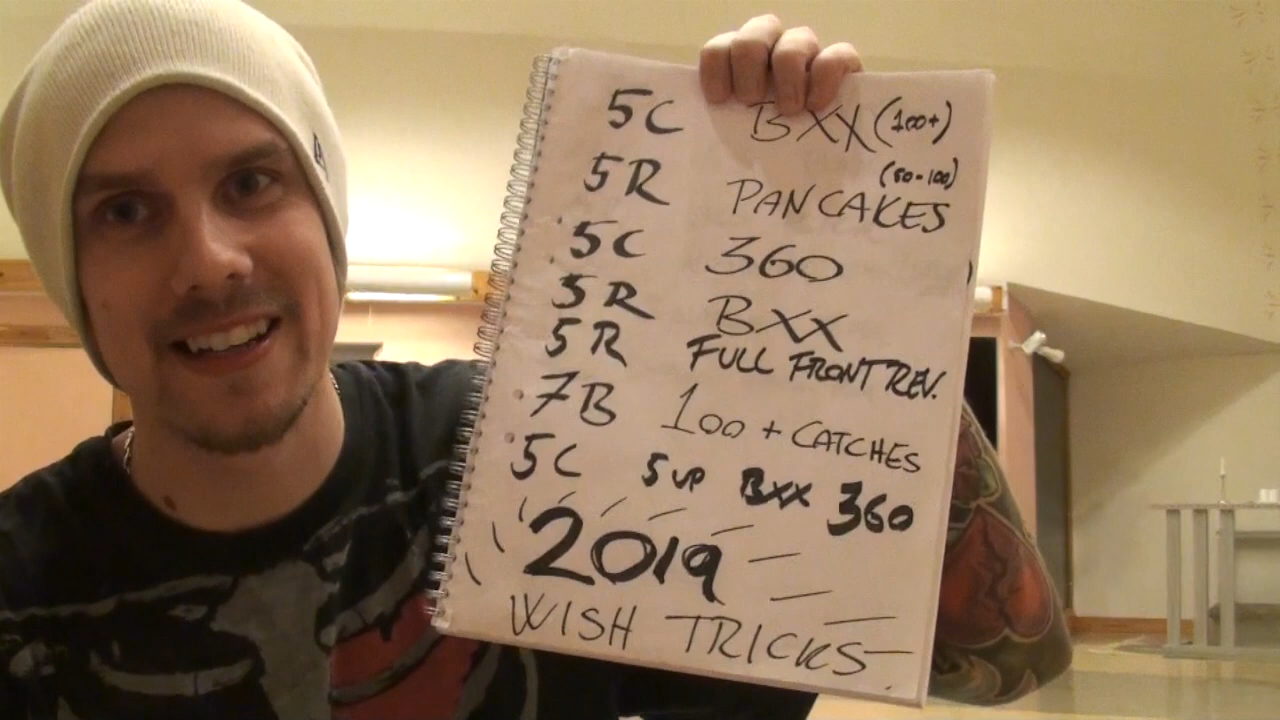 5C BXX (100+)
5R PANCAKES (50-100)
5C 360
5R BXX
5R FULL FRONT REV.
7B 100+ CATCHES
5C 5 UP BXX 360
2019
WISH TRICKS